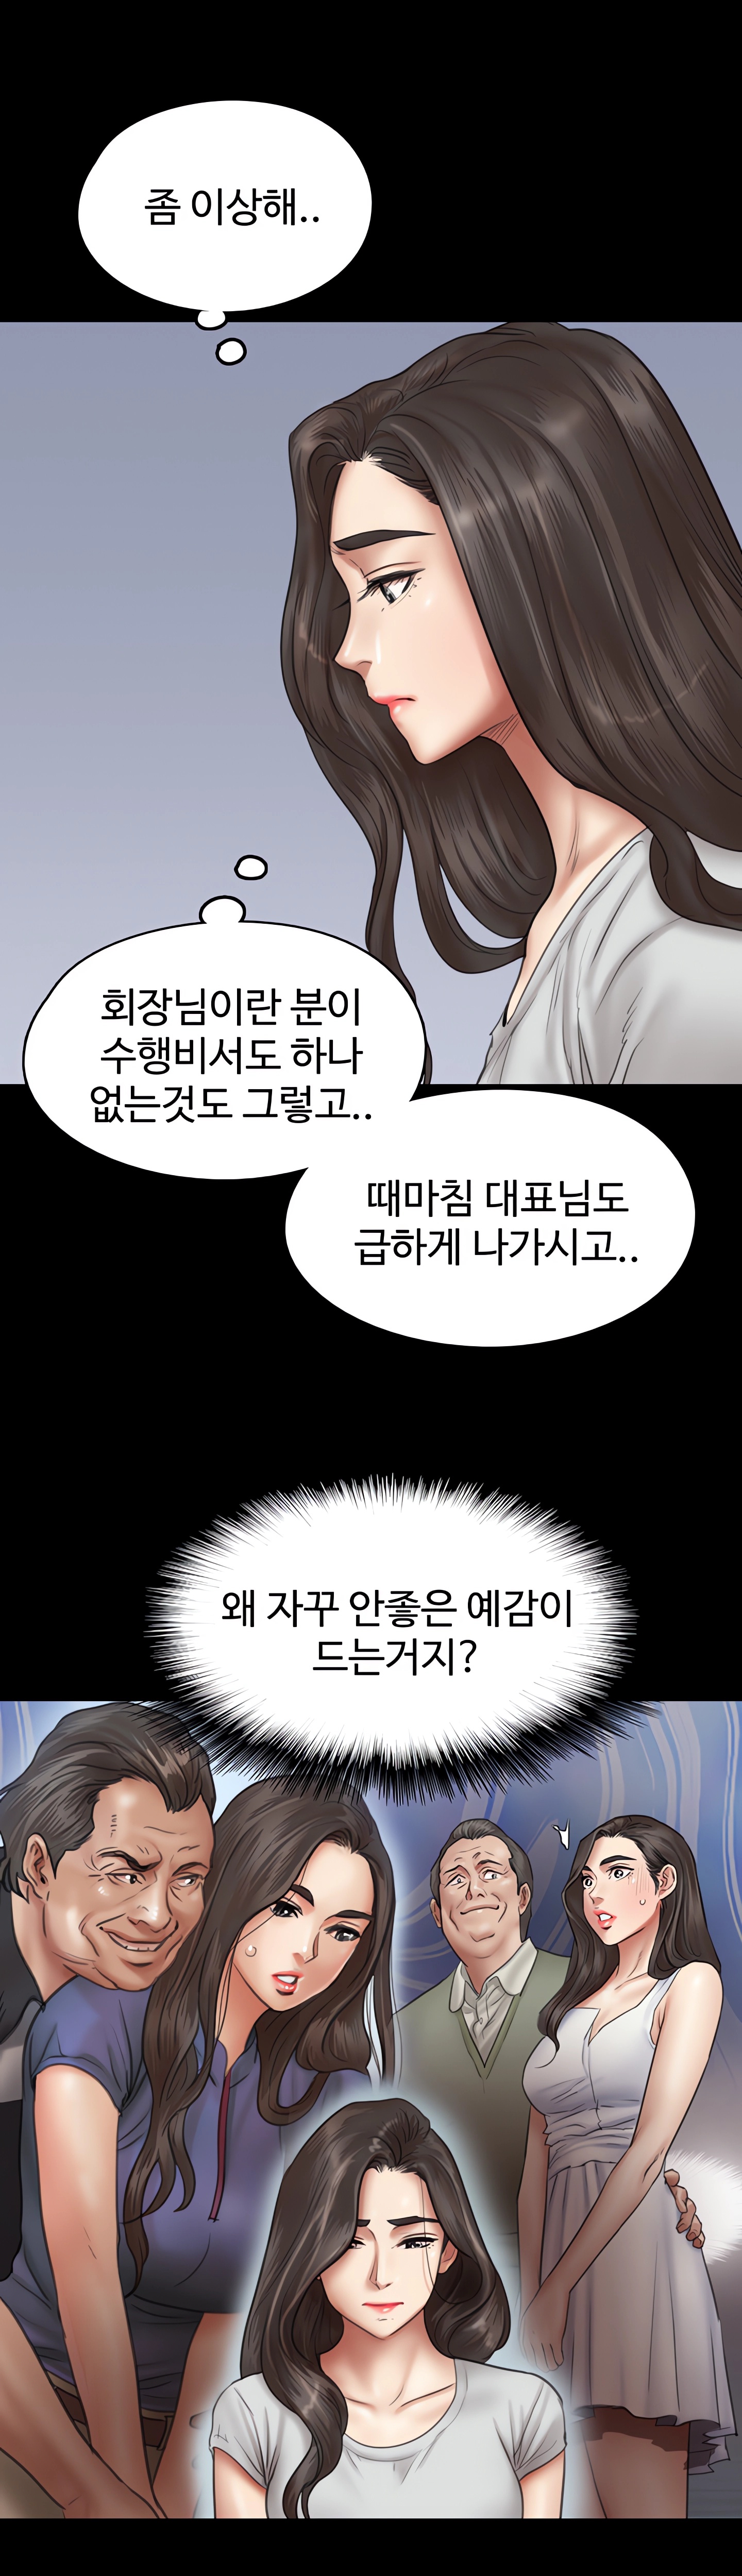 좀 이상해..
회장님이란 분이
수행비서도 하나
없는것도 그렇고..
때마침 대표님도
급하게 나가시고..
왜 자꾸 안좋은 예감이
드는거지?